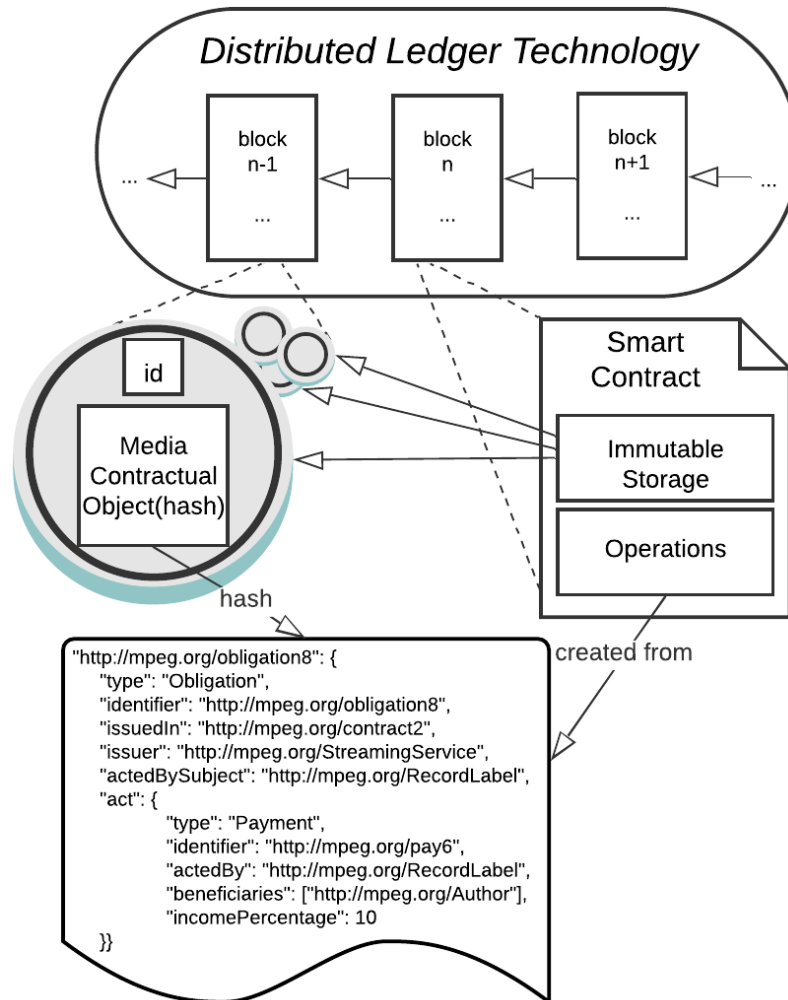 Distributed Ledger Technology
block
n-1
...
block
n
...
block
n+1
...
...
...
id
Media
Contractual
Object(hash)
Smart
Contract
Immutable
Storage
Operations
hash
created from
"http://mpeg.org/obligation8": {
"type": "Obligation",
"identifier": "http://mpeg.org/obligation8",
"issuedIn": "http://mpeg.org/contract2",
"issuer": "http://mpeg.org/StreamingService",
"actedBySubject": "http://mpeg.org/RecordLabel",
"act": {
"type": "Payment",
"identifier": "http://mpeg.org/pay6",
"actedBy": "http://mpeg.org/RecordLabel",
"beneficiaries": ["http://mpeg.org/Author"],
"incomePercentage": 10
}}